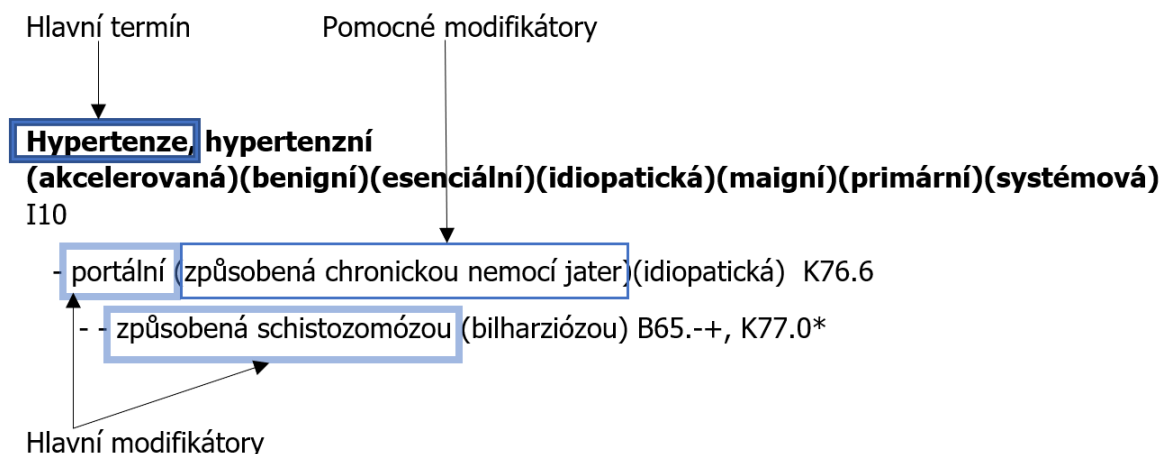 Hlavní termín Pomocné modifikátory
Hypertenze, hypertenzní
(akcelerovaná)(benigní)(esenciální)(idiopatická)(maigní)(primární)(systémová)
I10
- portální (způsobená chronickou nemocí jater)(idiopatická) K76.6
- - způsobená schistozomózou (bilharziózou) B65.-+, K77.0*
Hlavní modifikátory